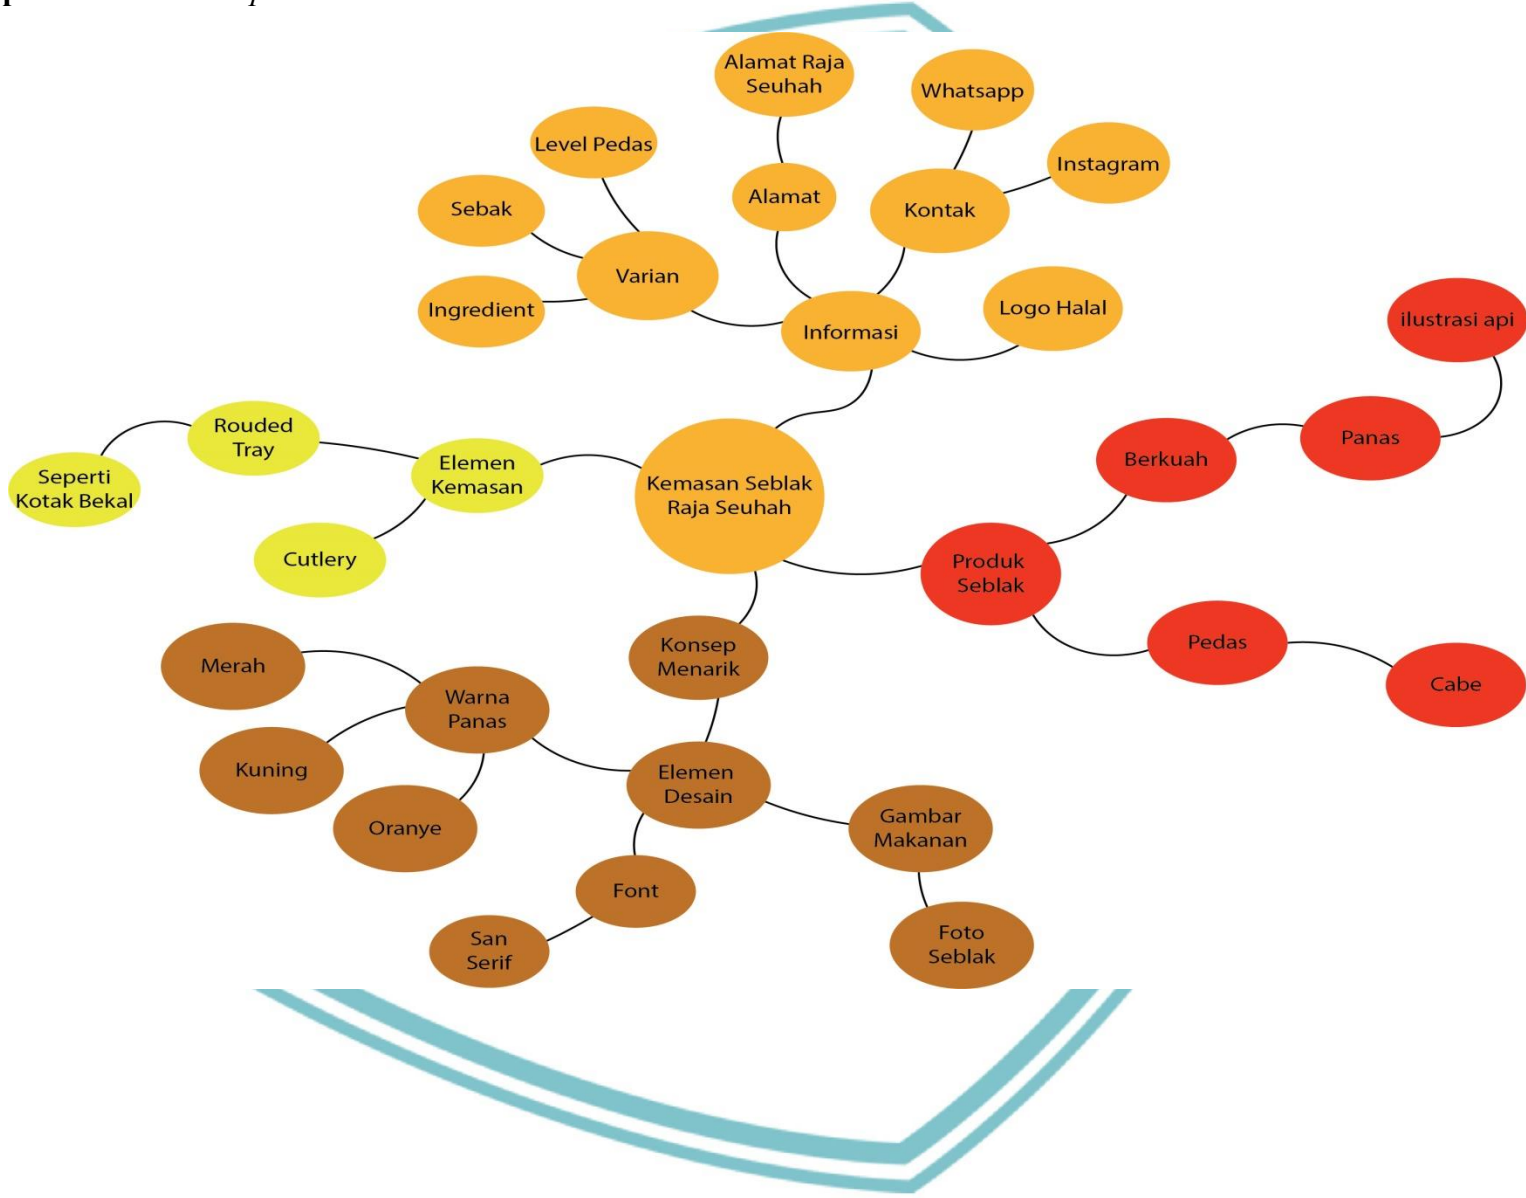 Alamat Raja
Seuhah
Whatsapp
Level Pedas
Instagram
Sebak
Alamat
Kontak
Varian
Ingredient
Informasi
Logo Halal
ilustrasi api
Rouded
Tray
Seperti
Kotak Bekal
Elemen
Kemasan
Cutlery
Kemasan Seblak
Raja Seuhah
Berkuah
Panas
Produk
Seblak
Pedas
Cabe
Konsep
Menarik
Merah
Warna
Panas
Kuning
Oranye
Elemen
Desain
Gambar
Makanan
Font
San
Serif
Foto
Seblak